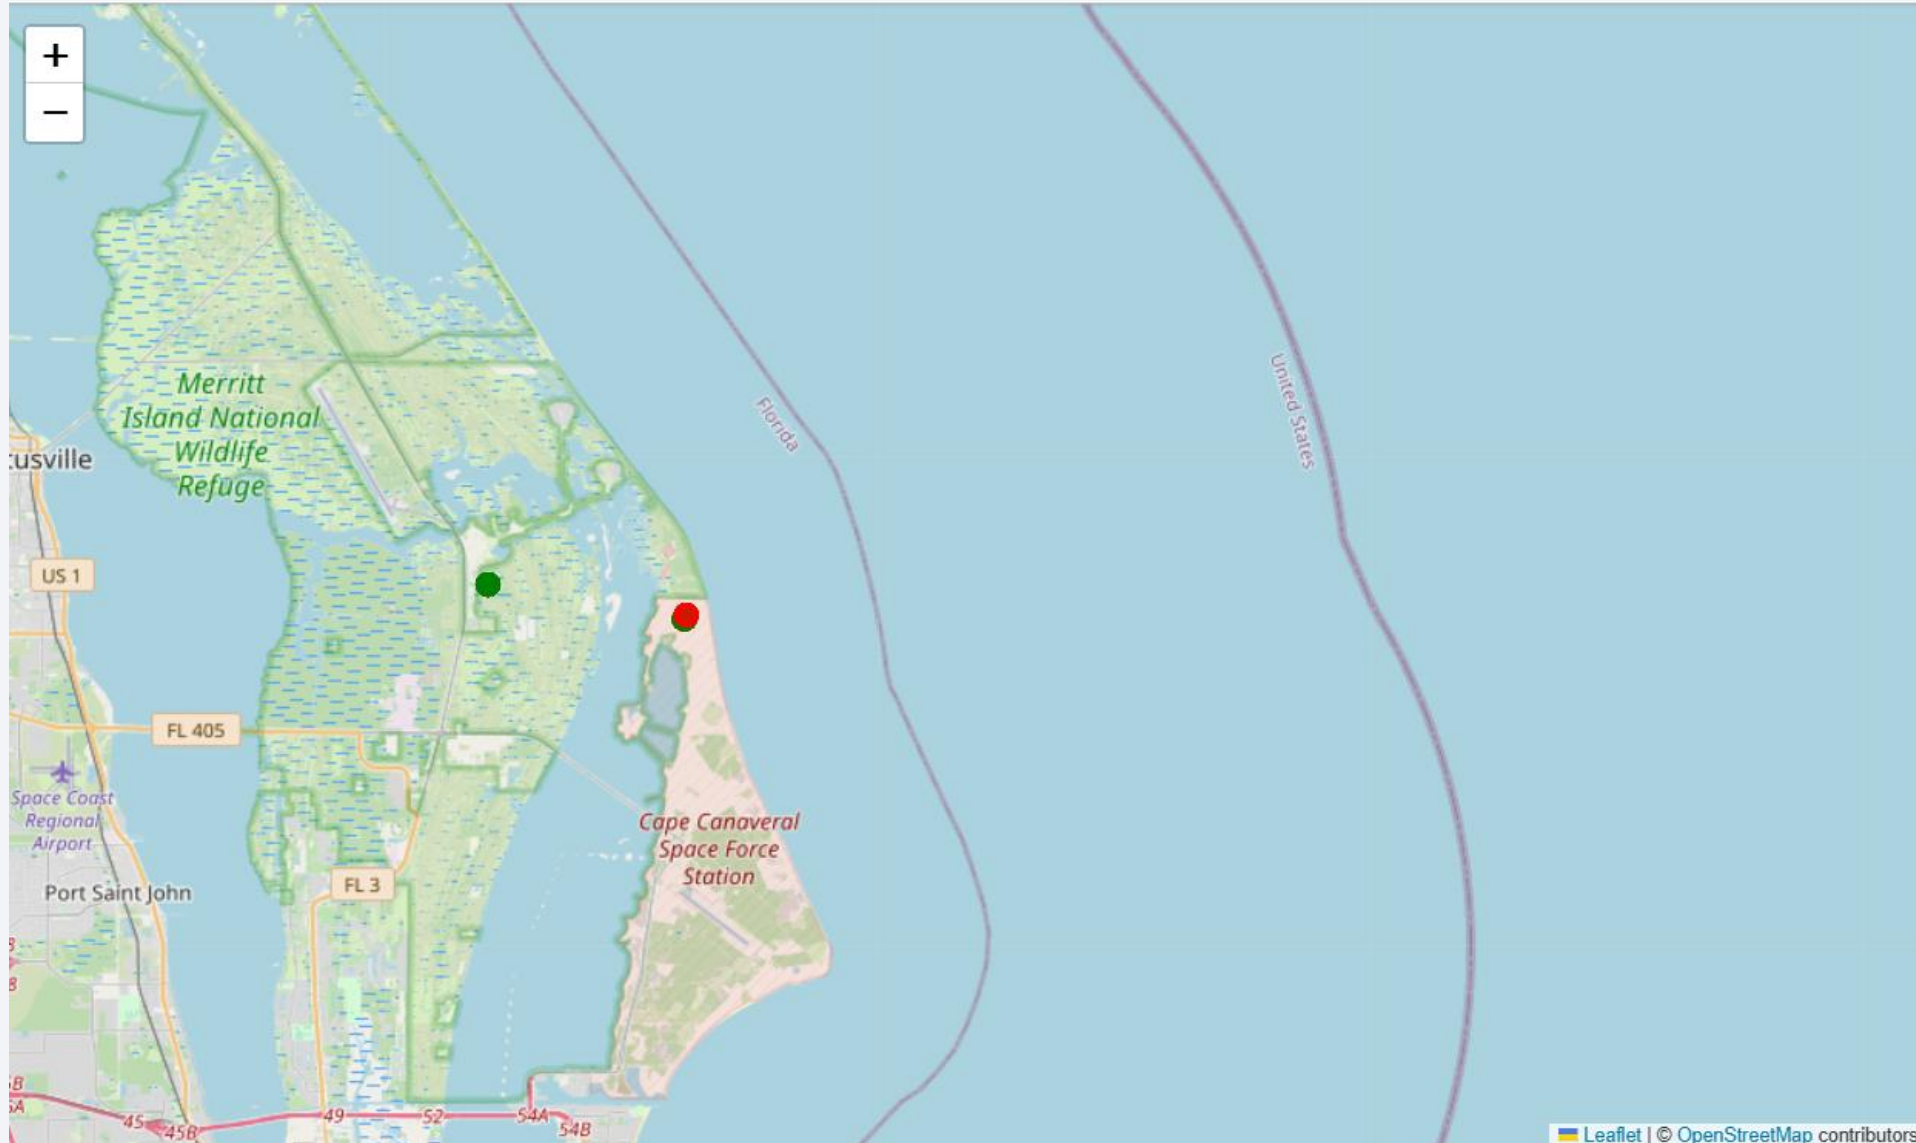 +
−
Merritt
Island National
Wildlife
Refuge
Florida
United States
tusville
US 1
FL 405
Space Coast
Regional
Airport
Cape Canaveral
Space Force
Station
Port Saint John
FL 3
45
45B
49
52
54A
54B
Leaflet | © OpenStreetMap contributors